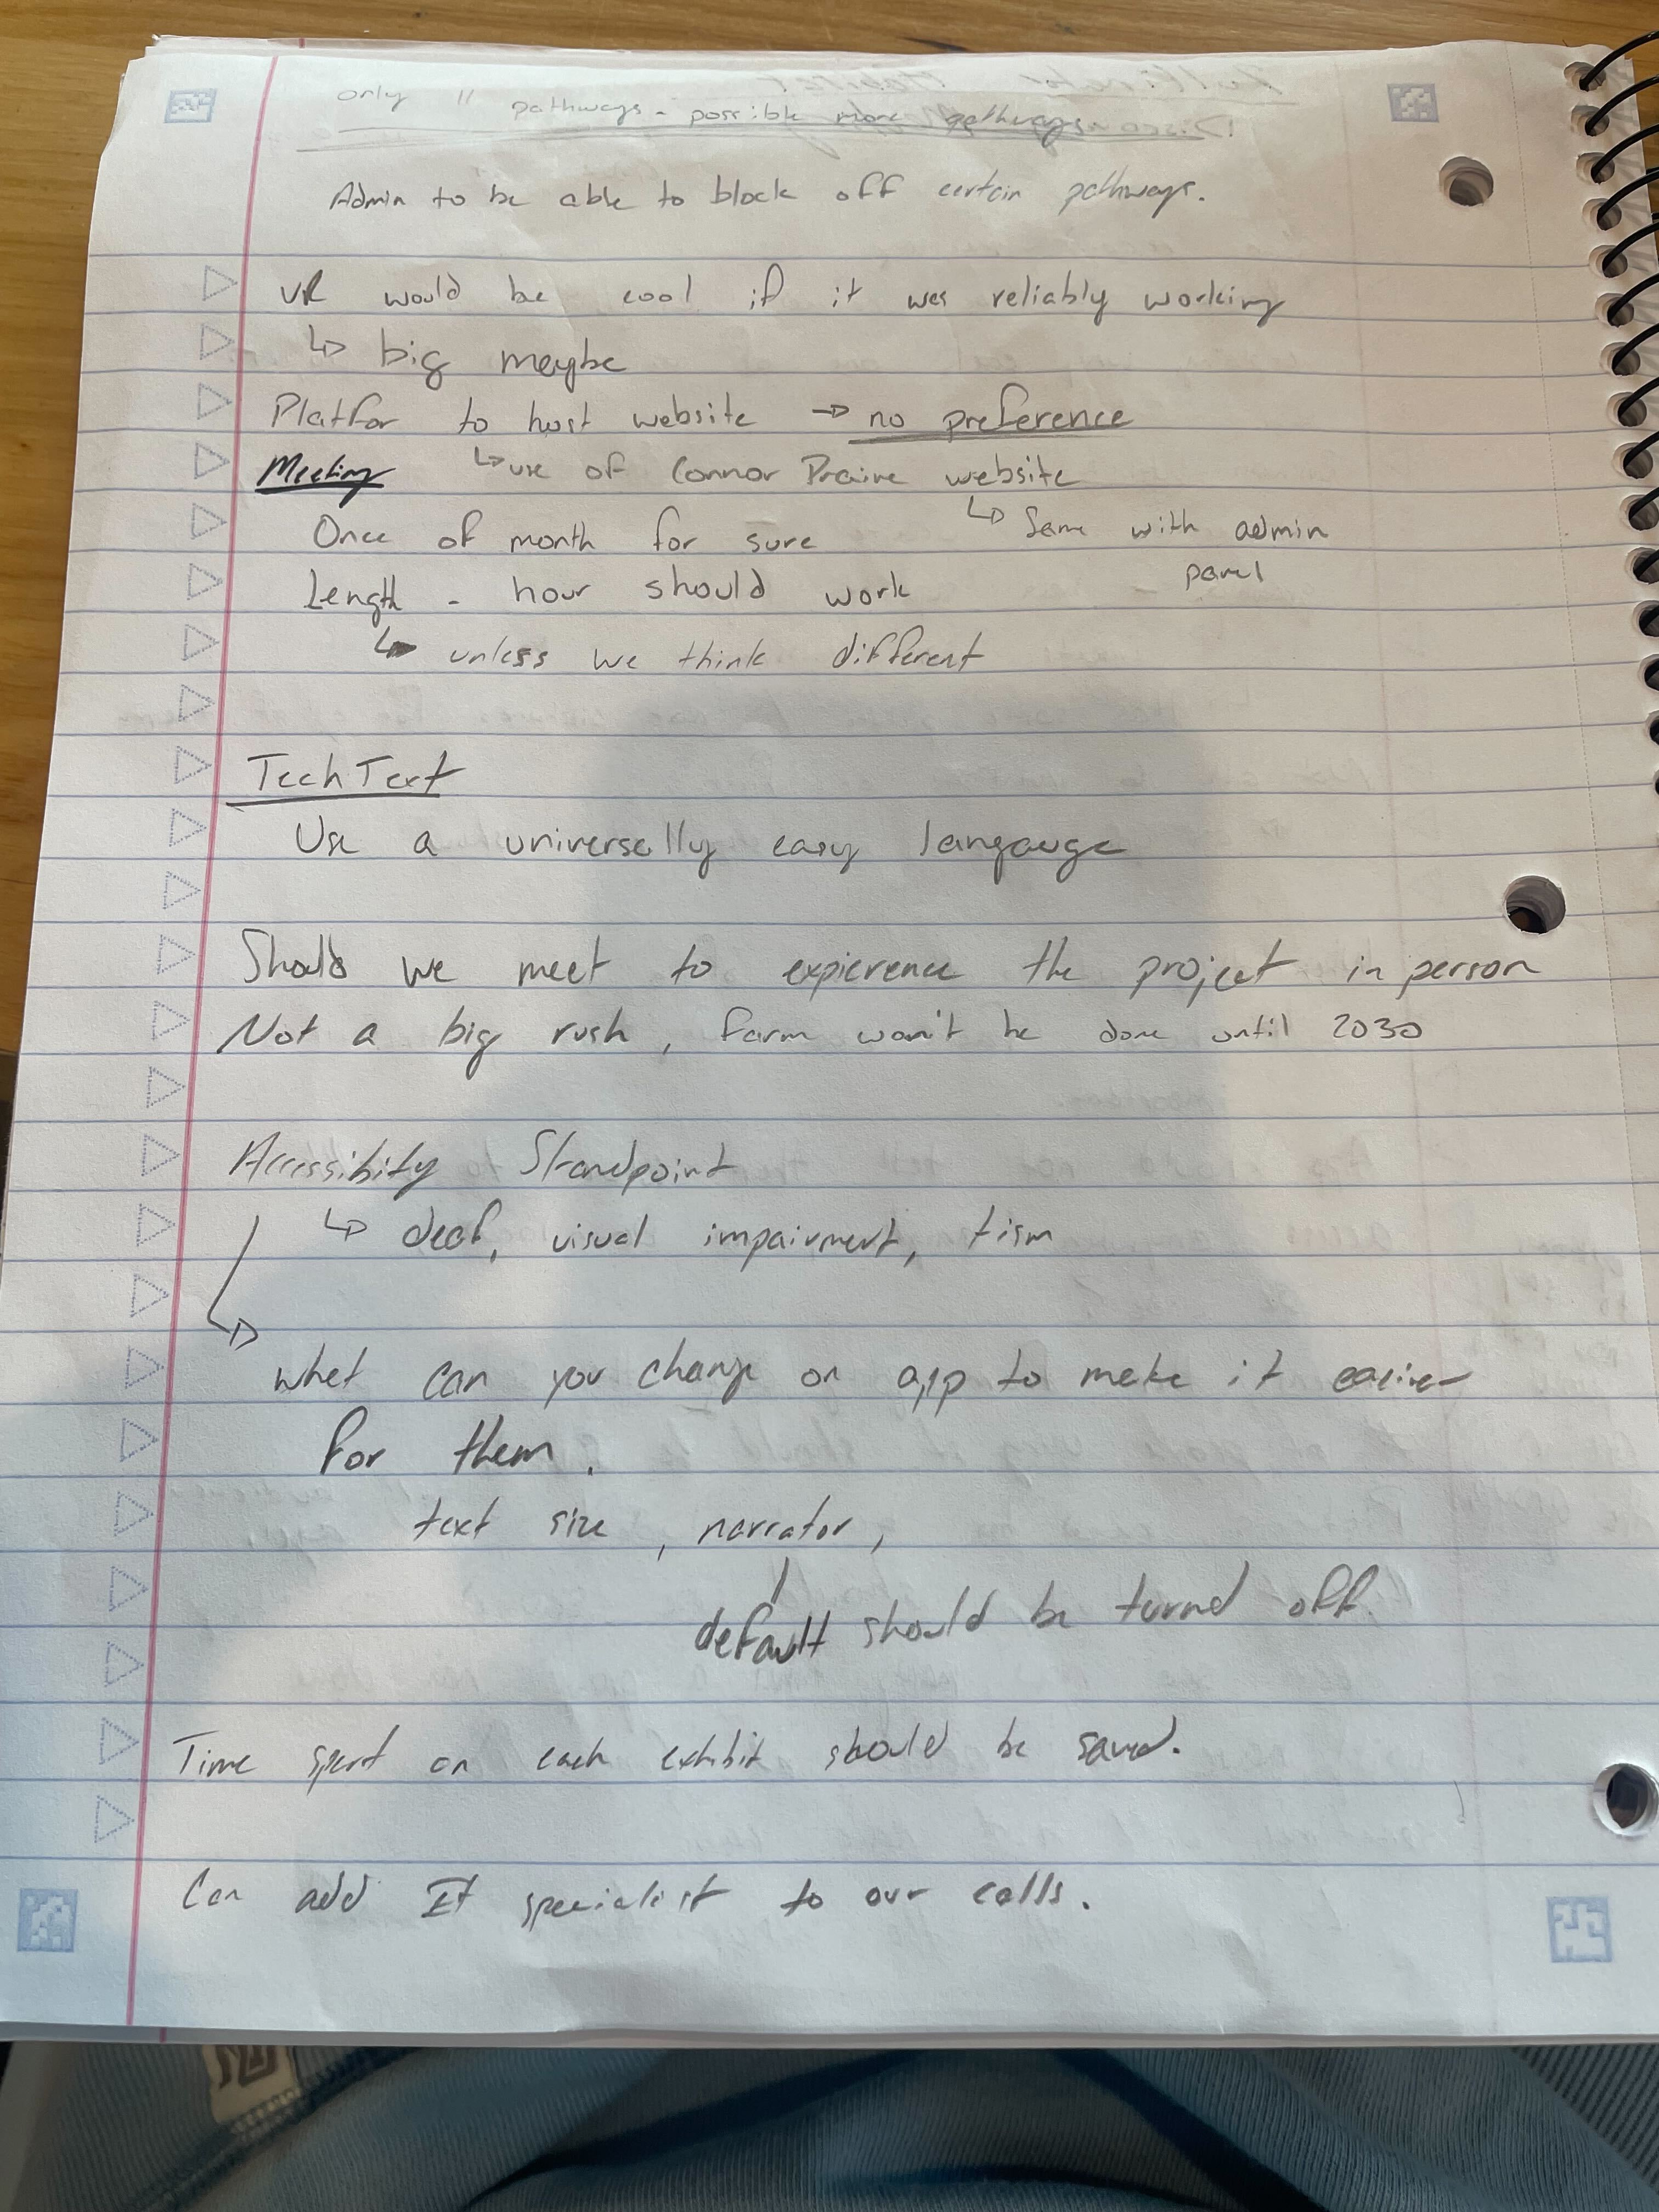 only 11 pathways - possible more pathways
Admin to be able to block off certain pathways.
VR would be cool if it was reliably working
↳ big maybe
Platfor to host website → no preference
Meeting ↳ use of Connor Praire website
Once of month for sure ↳ Same with admin
panel
Length - hour should work
↳ unless we think different
Tech Text
Use a universally easy langauge
Should we meet to expierence the project in person
Not a big rush, farm won't be done until 2030
Accessibity Standpoint
↳ deaf, visual impairment, tism
what can you change on app to make it easier
for them.
text size, narrator,
default should be turned off.
Time spent on each exhibit should be saved.
Can add It specialist to our calls.